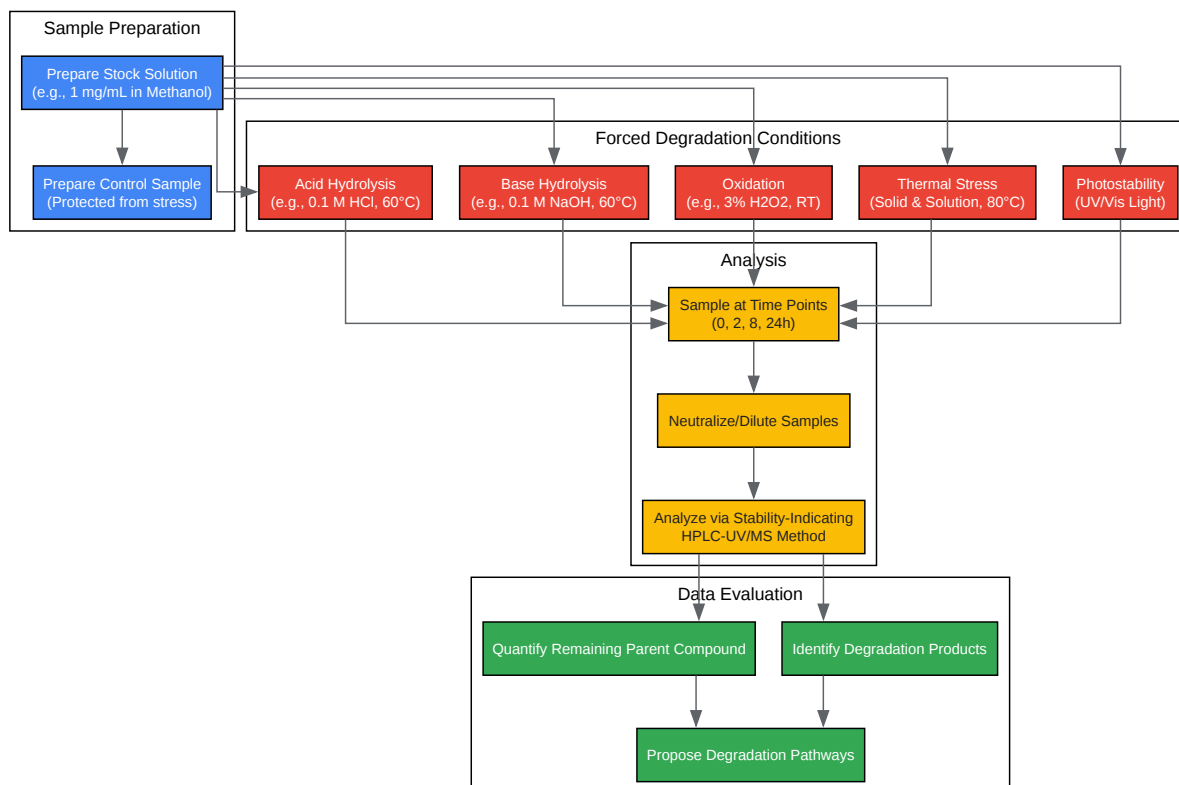 Sample Preparation
Prepare Stock Solution
(e.g., 1 mg/mL in Methanol)
Prepare Control Sample
(Protected from stress)
Forced Degradation Conditions
Acid Hydrolysis
(e.g., 0.1 M HCl, 60°C)
Base Hydrolysis
(e.g., 0.1 M NaOH, 60°C)
Oxidation
(e.g., 3% H2O2, RT)
Thermal Stress
(Solid & Solution, 80°C)
Photostability
(UV/Vis Light)
Analysis
Sample at Time Points
(0, 2, 8, 24h)
Neutralize/Dilute Samples
Analyze via Stability-Indicating
HPLC-UV/MS Method
Data Evaluation
Quantify Remaining Parent Compound
Identify Degradation Products
Propose Degradation Pathways